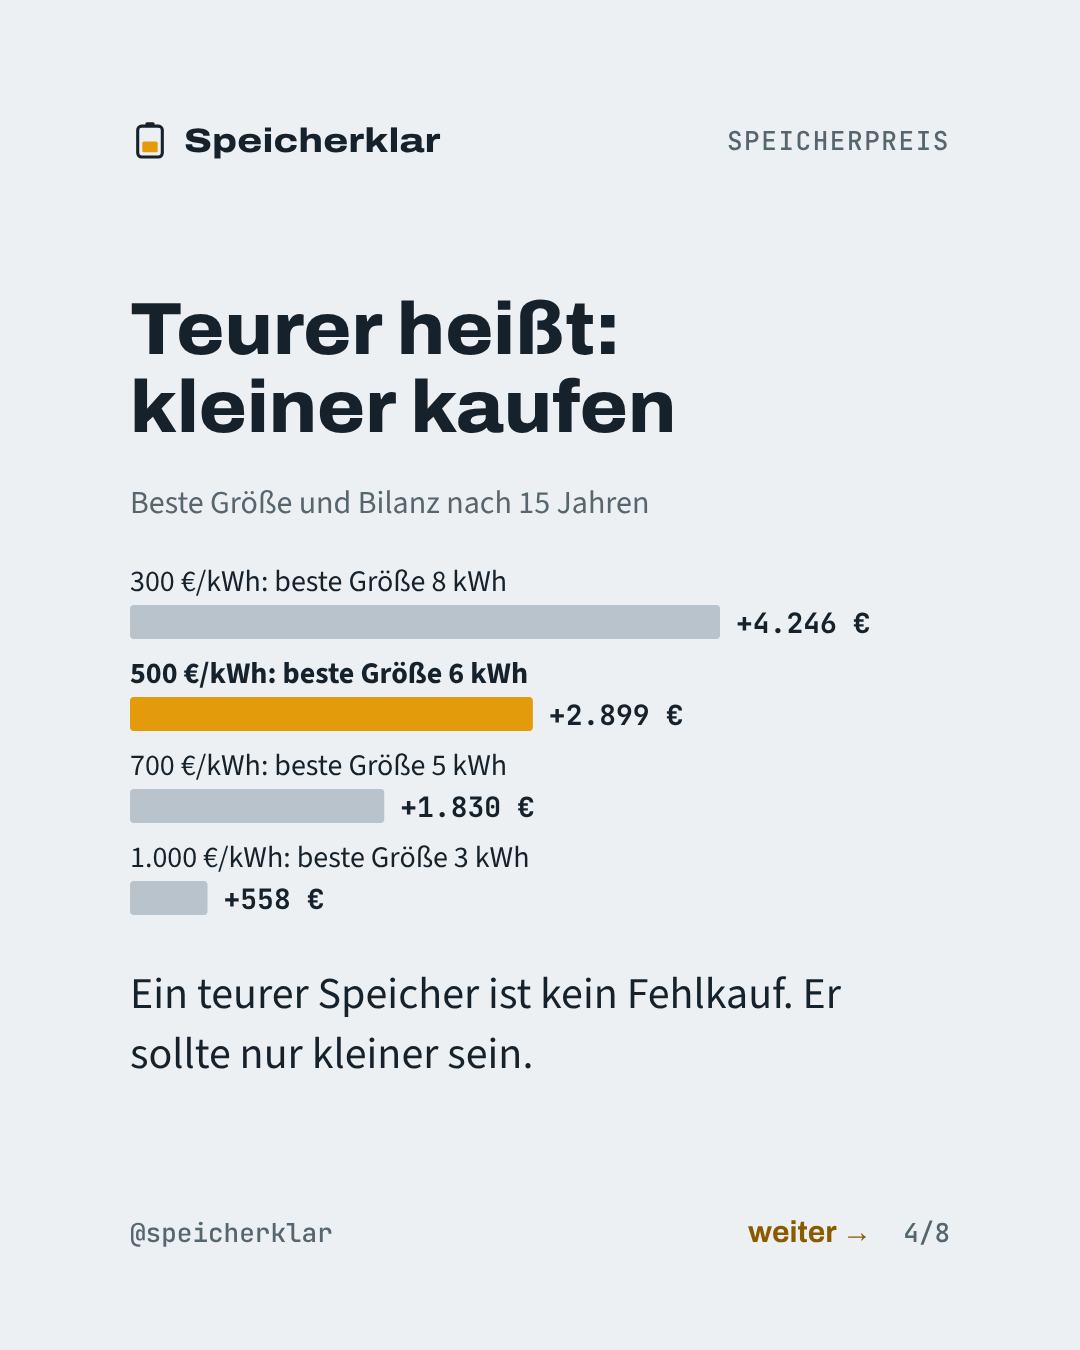 Speicherklar
SPEICHERPREIS
Teurer heißt:
kleiner kaufen
Beste Größe und Bilanz nach 15 Jahren
300 €/kWh: beste Größe 8 kWh
+4.246 €
500 €/kWh: beste Größe 6 kWh
+2.899 €
700 €/kWh: beste Größe 5 kWh
+1.830 €
1.000 €/kWh: beste Größe 3 kWh
+558 €
Ein teurer Speicher ist kein Fehlkauf. Er
sollte nur kleiner sein.
@speicherklar
weiter → 4/8